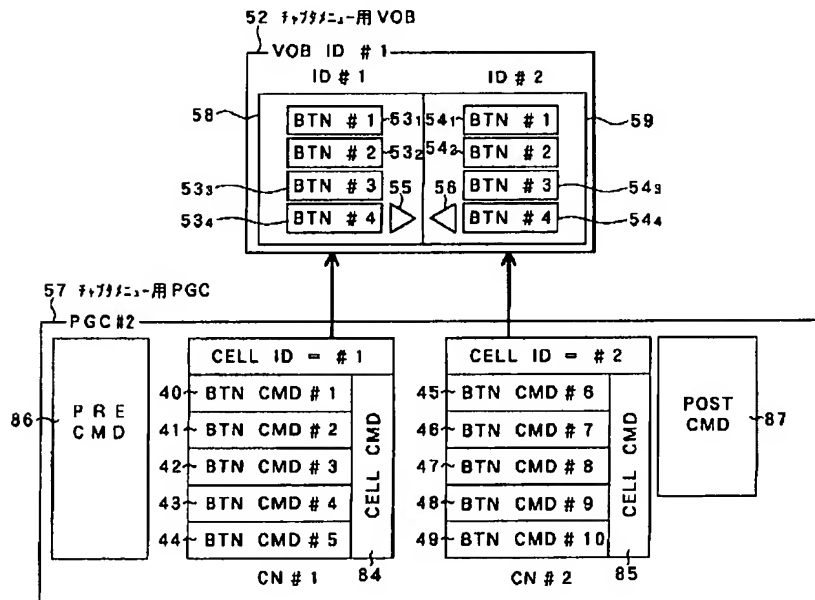 52 チャプタメニュー用 VOB
VOB ID # 1
ID # 1
ID # 2
58
BTN # 1
53₁
54₁
BTN # 1
59
BTN # 2
53₂
54₂
BTN # 2
55
56
53₃
BTN # 3
BTN # 3
54₃
53₄
BTN # 4
BTN # 4
54₄
57 チャプタメニュー用 PGC
PGC #2
86
PRE
CMD
CELL ID = # 1
40
BTN CMD # 1
41
BTN CMD # 2
42
BTN CMD # 3
43
BTN CMD # 4
44
BTN CMD # 5
CELL CMD
84
CN # 1
CELL ID = # 2
45
BTN CMD # 6
46
BTN CMD # 7
47
BTN CMD # 8
48
BTN CMD # 9
49
BTN CMD # 10
CELL CMD
85
CN # 2
POST
CMD
87